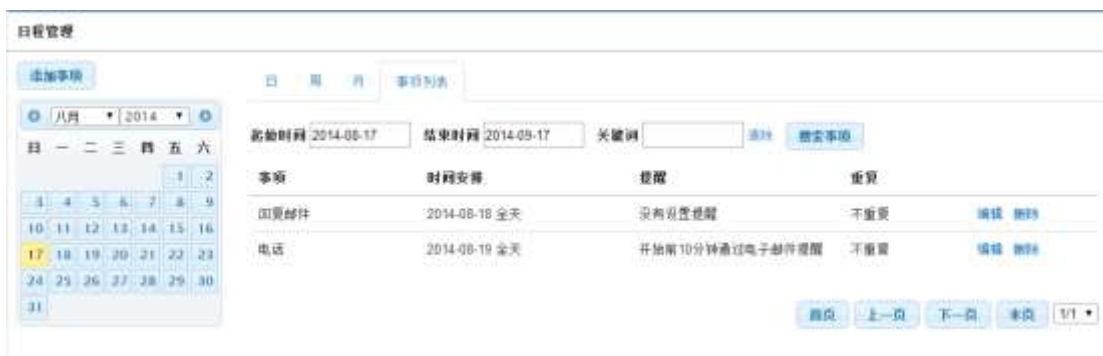 日程管理
添加事项
日 周 月 事项列表
八月 2014
日 一 二 三 四 五 六
1 2
3 4 5 6 7 8 9
10 11 12 13 14 15 16
17 18 19 20 21 22 23
24 25 26 27 28 29 30
31
起始时间 2014-08-17 结束时间 2014-09-17 关键词 清除 搜索事项
事项 时间安排 提醒 重复
回复邮件 2014-08-18 全天 没有设置提醒 不重复 编辑 删除
电话 2014-08-19 全天 开始前10分钟通过电子邮件提醒 不重复 编辑 删除
首页 上一页 下一页 末页 1/1